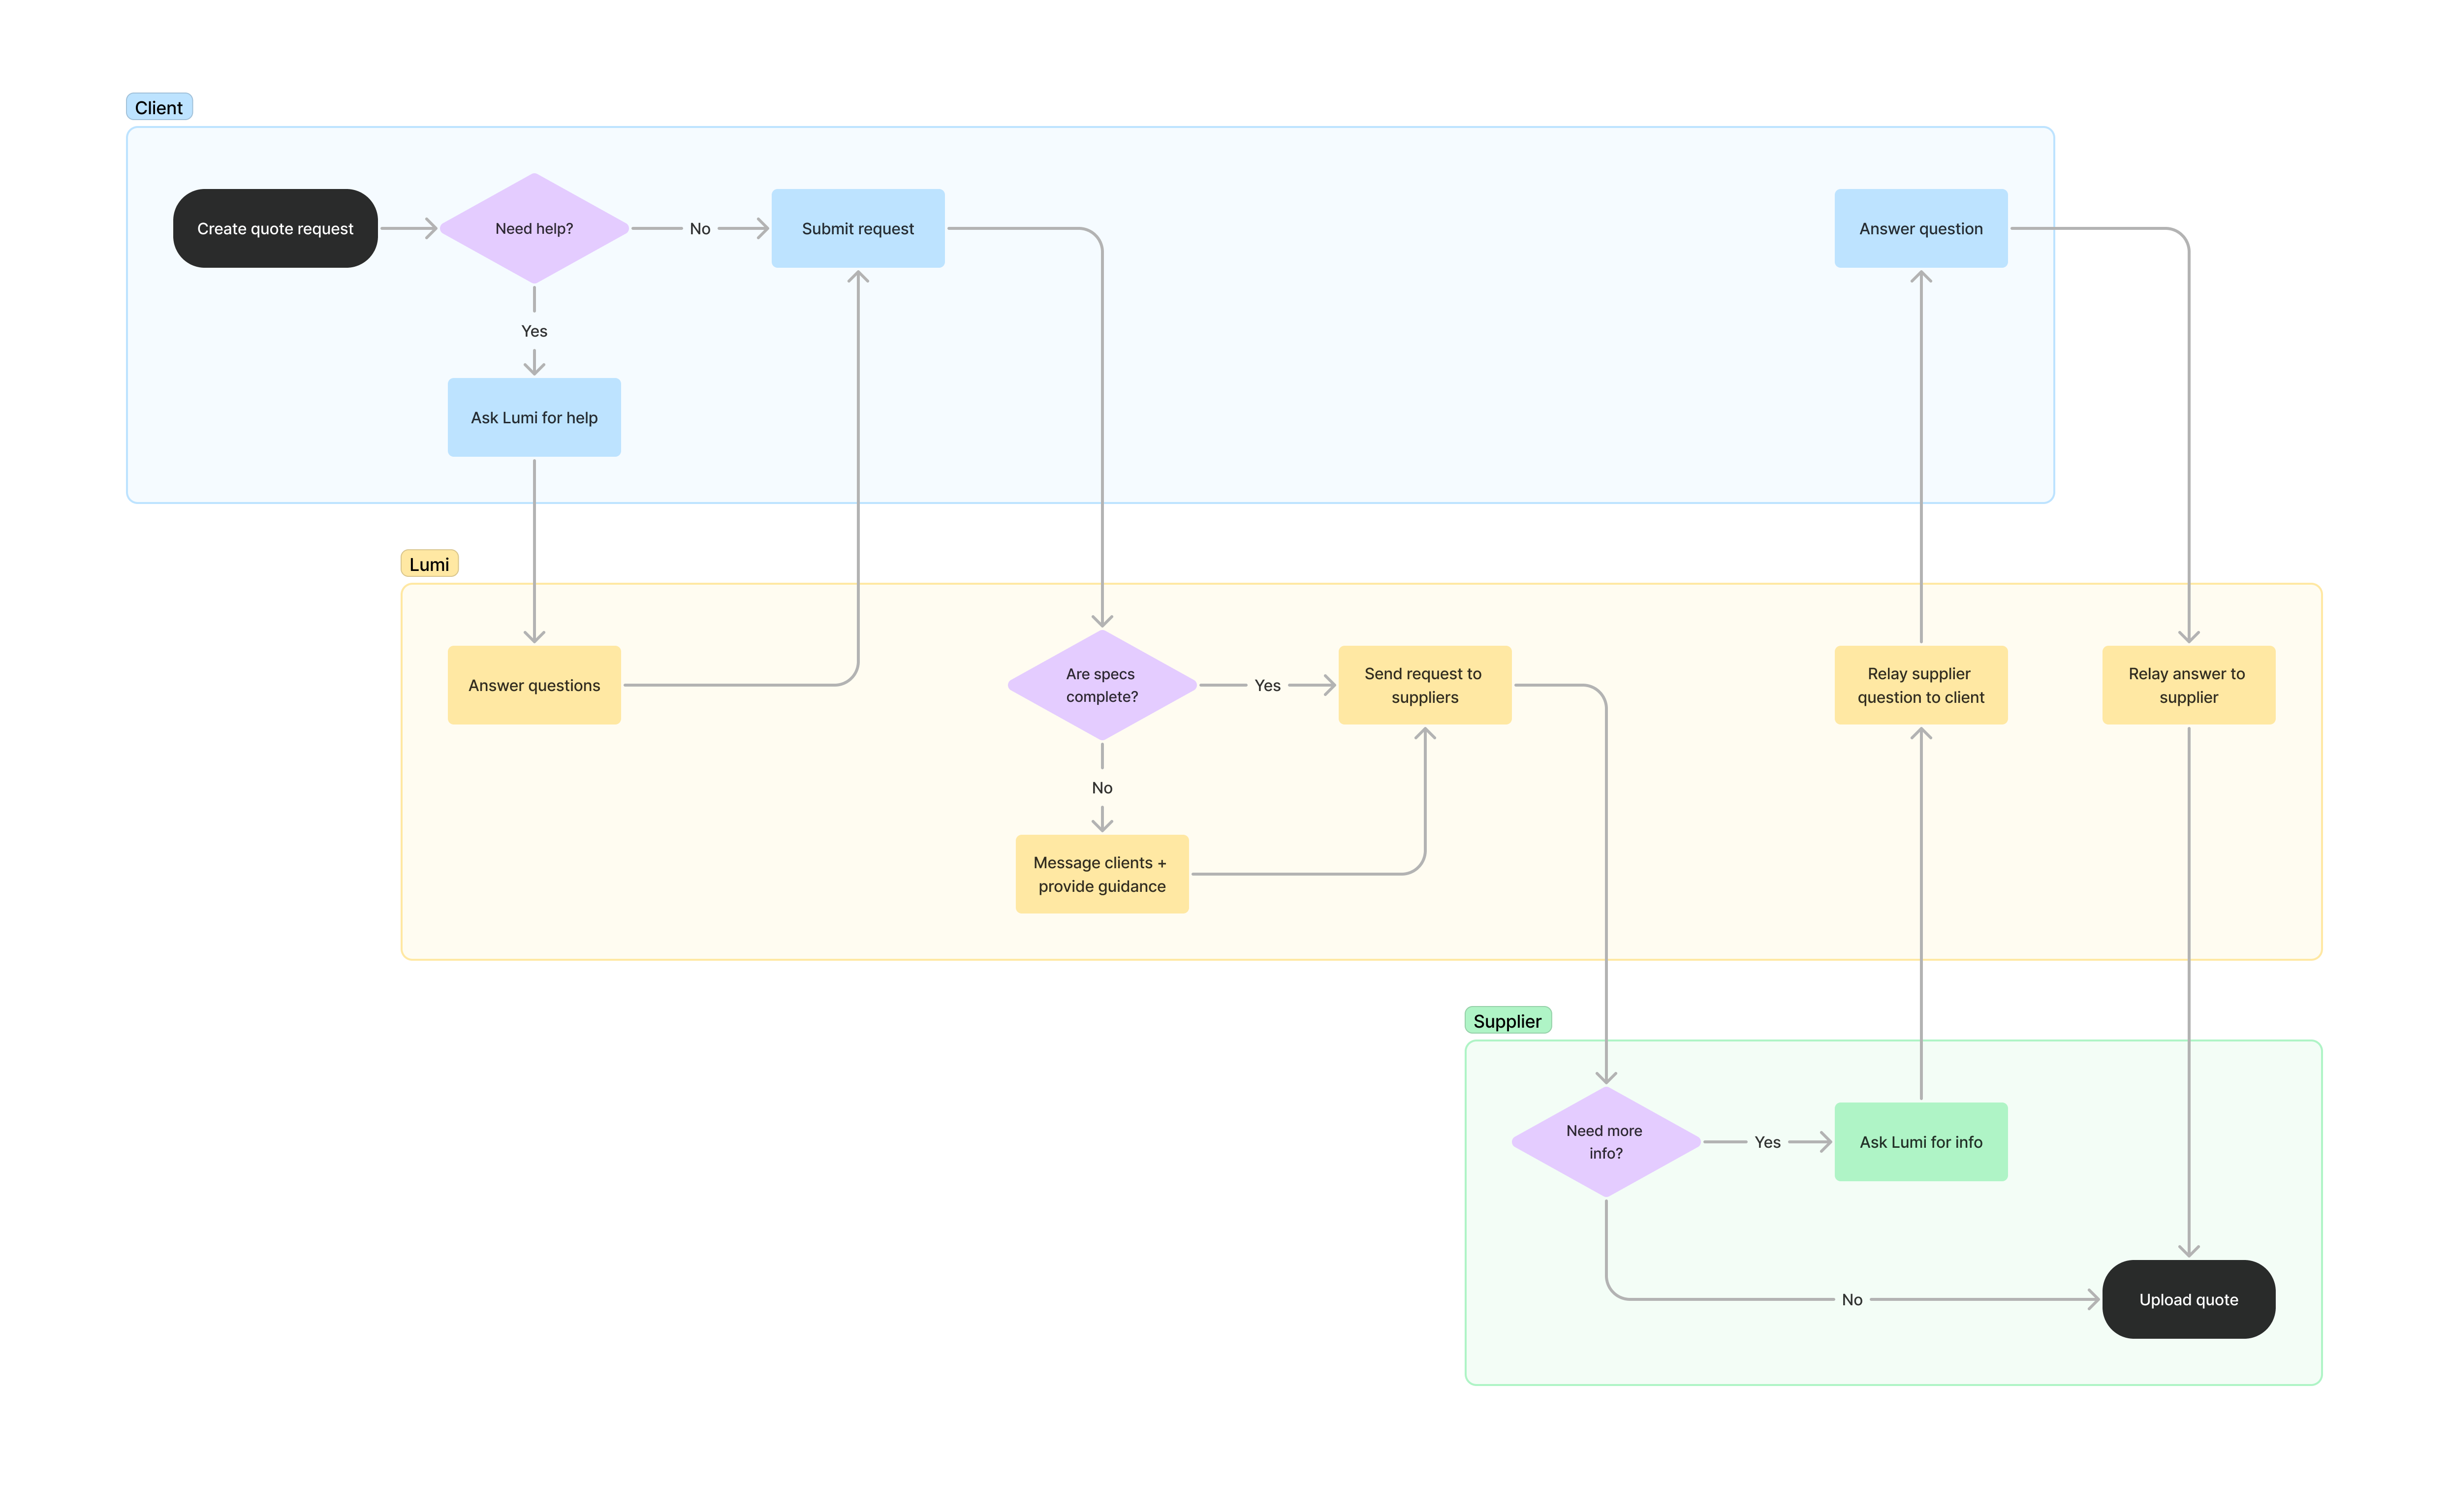 Client
Create quote request
Need help?
No
Submit request
Answer question
Yes
Ask Lumi for help
Lumi
Answer questions
Are specs
complete?
Yes
Send request to
suppliers
Relay supplier
question to client
Relay answer to
supplier
No
Message clients +
provide guidance
Supplier
Need more
info?
Yes
Ask Lumi for info
No
Upload quote